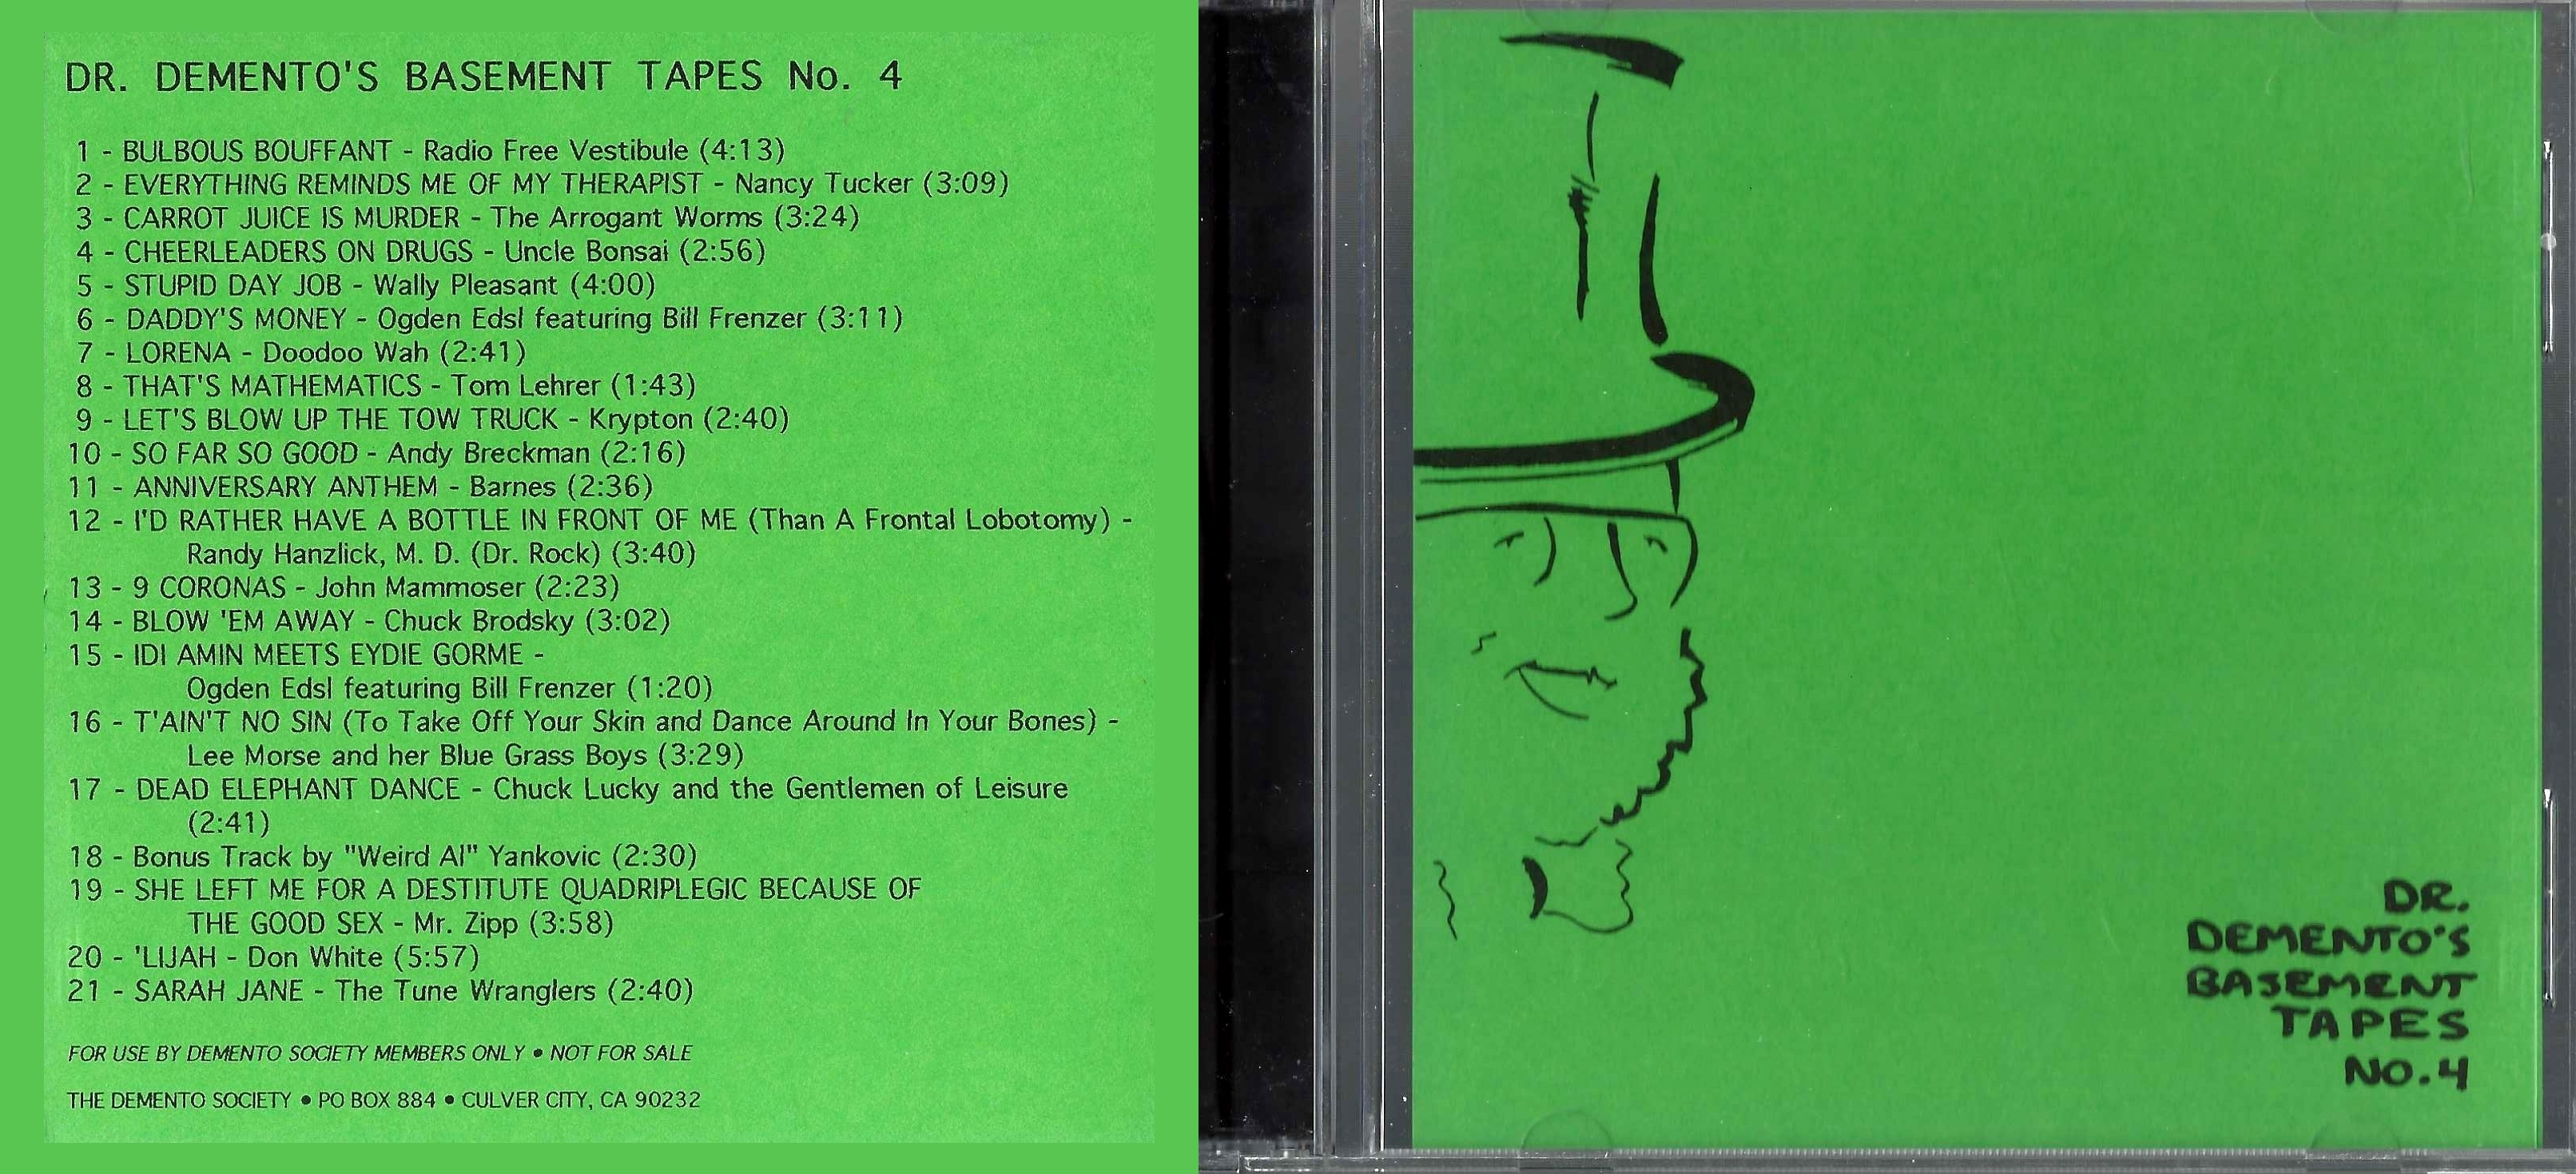 DR. DEMENTO'S BASEMENT TAPES No. 4
1 - BULBOUS BOUFFANT - Radio Free Vestibule (4:13)
2 - EVERYTHING REMINDS ME OF MY THERAPIST - Nancy Tucker (3:09)
3 - CARROT JUICE IS MURDER - The Arrogant Worms (3:24)
4 - CHEERLEADERS ON DRUGS - Uncle Bonsai (2:56)
5 - STUPID DAY JOB - Wally Pleasant (4:00)
6 - DADDY'S MONEY - Ogden Edsl featuring Bill Frenzer (3:11)
7 - LORENA - Doodoo Wah (2:41)
8 - THAT'S MATHEMATICS - Tom Lehrer (1:43)
9 - LET'S BLOW UP THE TOW TRUCK - Krypton (2:40)
10 - SO FAR SO GOOD - Andy Breckman (2:16)
11 - ANNIVERSARY ANTHEM - Barnes (2:36)
12 - I'D RATHER HAVE A BOTTLE IN FRONT OF ME (Than A Frontal Lobotomy) -
Randy Hanzlick, M. D. (Dr. Rock) (3:40)
13 - 9 CORONAS - John Mammoser (2:23)
14 - BLOW 'EM AWAY - Chuck Brodsky (3:02)
15 - IDI AMIN MEETS EYDIE GORME -
Ogden Edsl featuring Bill Frenzer (1:20)
16 - T'AIN'T NO SIN (To Take Off Your Skin and Dance Around In Your Bones) -
Lee Morse and her Blue Grass Boys (3:29)
17 - DEAD ELEPHANT DANCE - Chuck Lucky and the Gentlemen of Leisure
(2:41)
18 - Bonus Track by "Weird Al" Yankovic (2:30)
19 - SHE LEFT ME FOR A DESTITUTE QUADRIPLEGIC BECAUSE OF
THE GOOD SEX - Mr. Zipp (3:58)
20 - 'LIJAH - Don White (5:57)
21 - SARAH JANE - The Tune Wranglers (2:40)
FOR USE BY DEMENTO SOCIETY MEMBERS ONLY • NOT FOR SALE
THE DEMENTO SOCIETY • PO BOX 884 • CULVER CITY, CA 90232
DR.
DEMENTO'S
BASEMENT
TAPES
NO.4